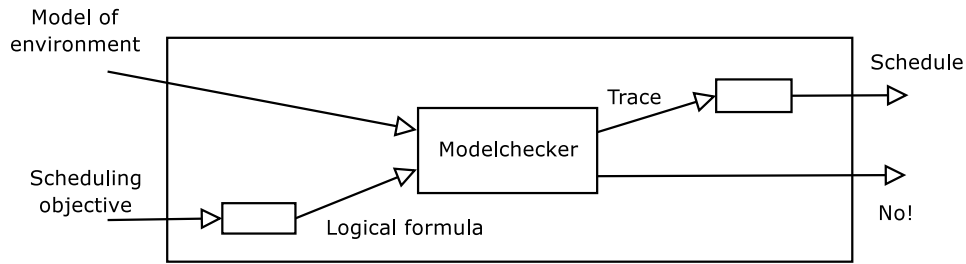 Model of
environment
Schedule
Trace
Modelchecker
Scheduling
objective
No!
Logical formula